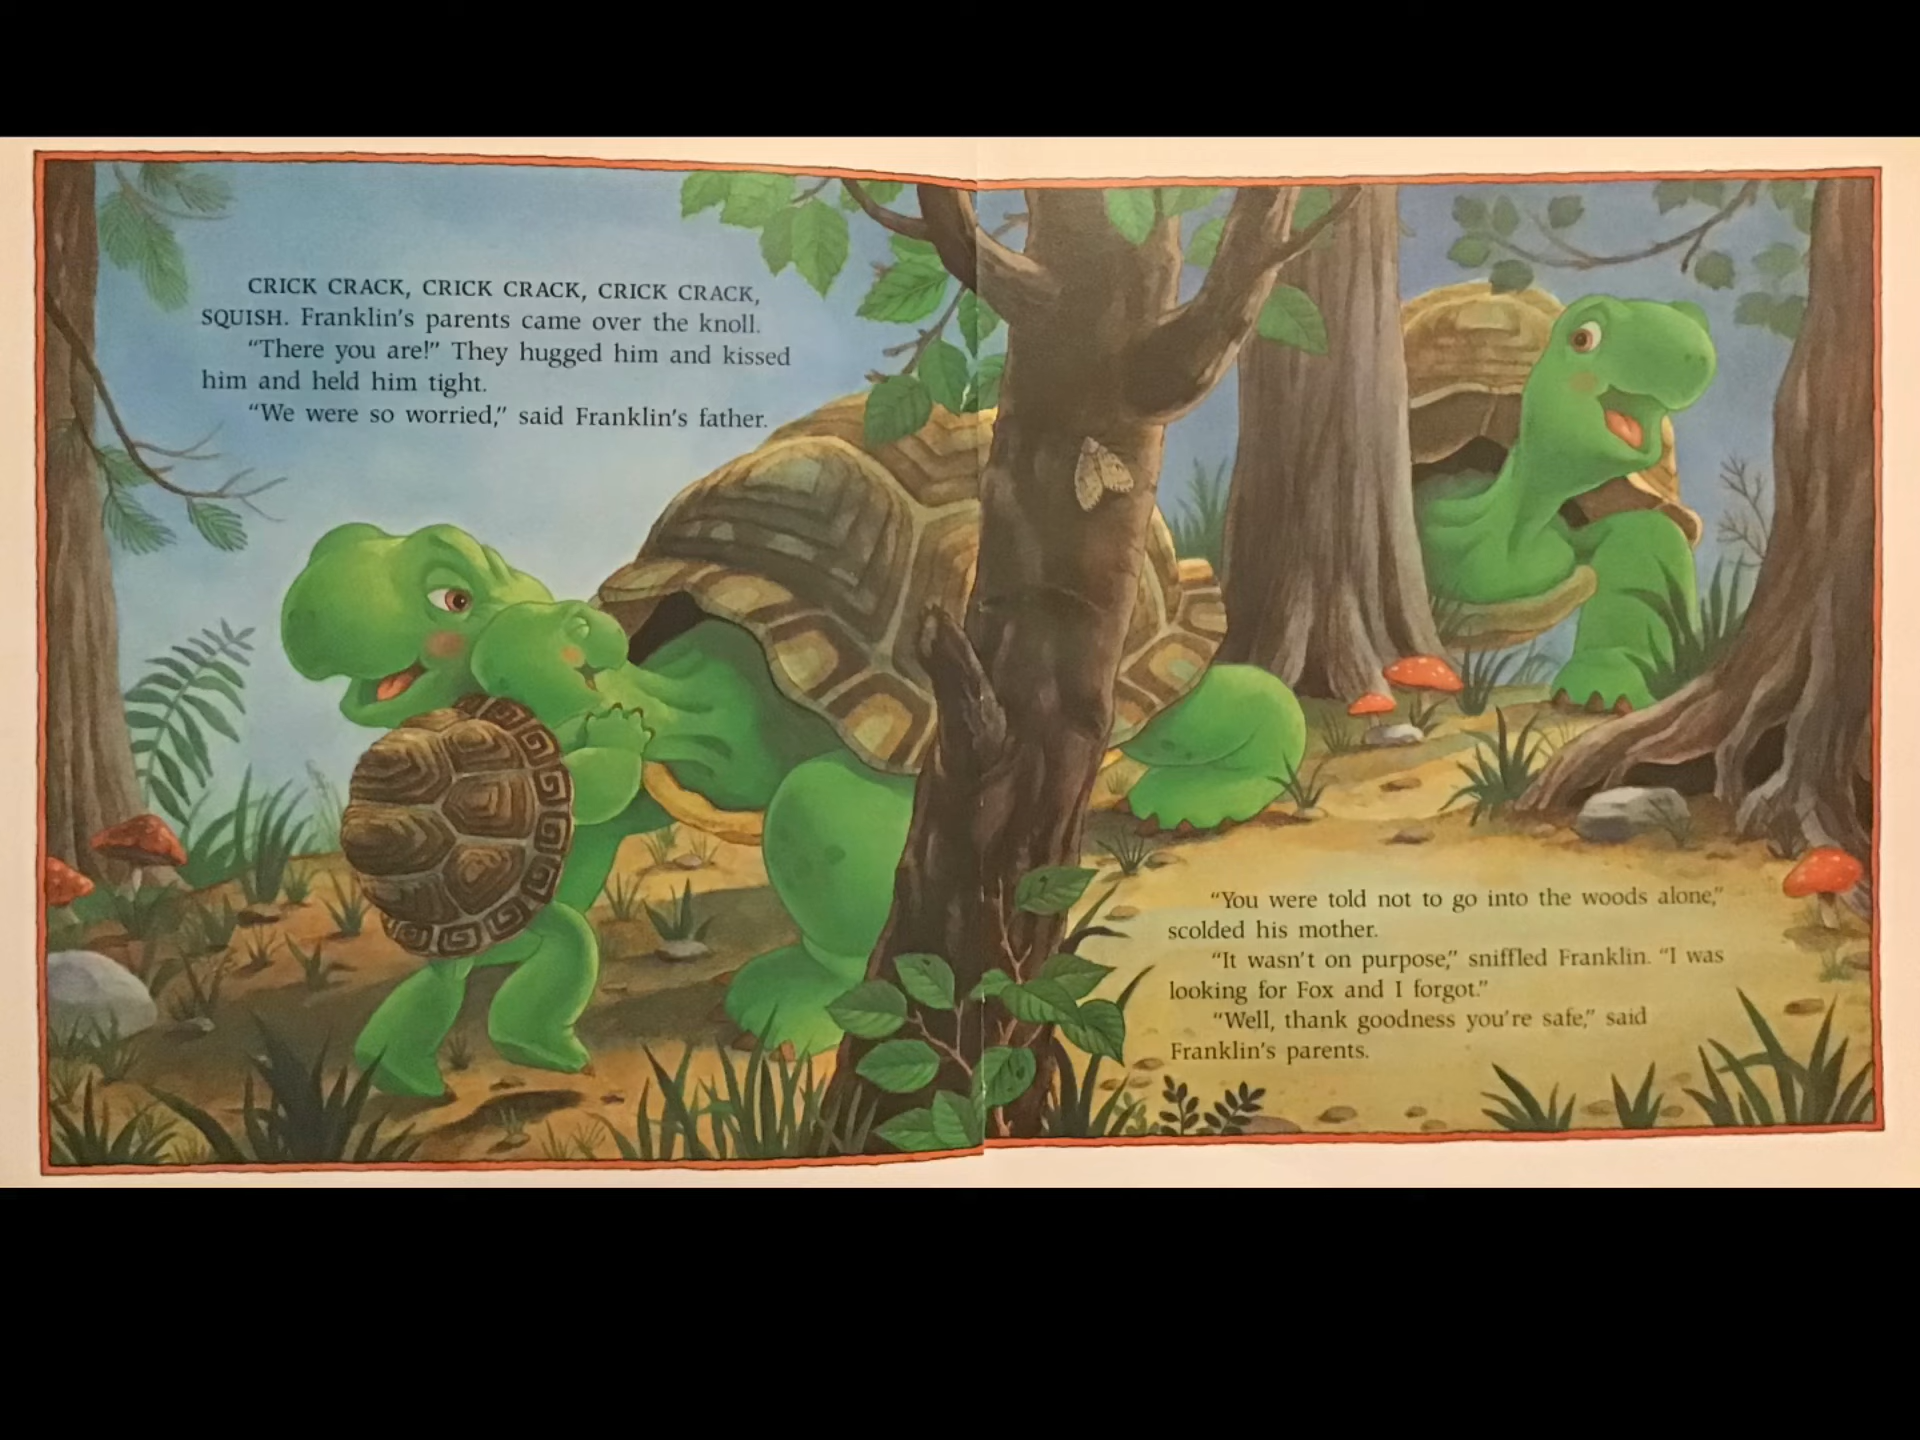 CRICK CRACK, CRICK CRACK, CRICK CRACK,
SQUISH. Franklin's parents came over the knoll.
“There you are!” They hugged him and kissed
him and held him tight.
“We were so worried,” said Franklin's father.
“You were told not to go into the woods alone,”
scolded his mother.
“It wasn't on purpose,” sniffled Franklin. “I was
looking for Fox and I forgot.”
“Well, thank goodness you're safe,” said
Franklin's parents.